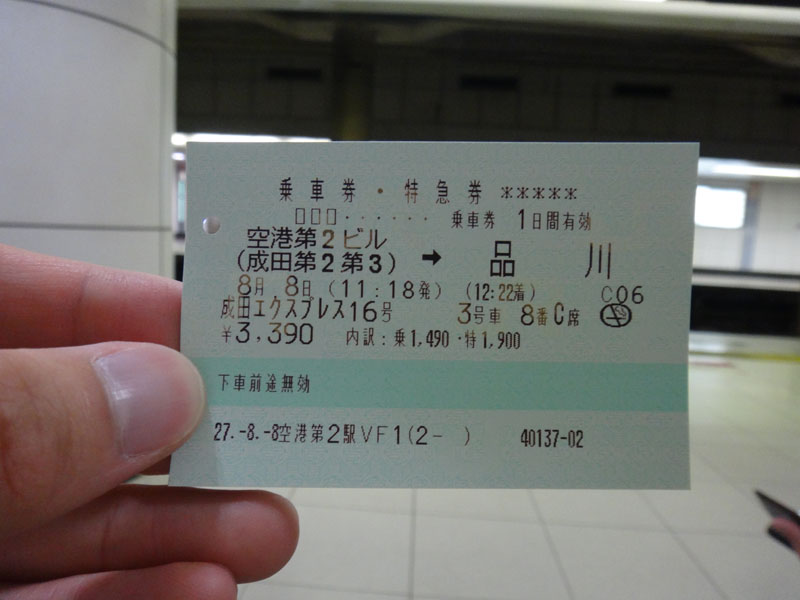 乗車券・特急券 *****
□□□・・・・・・ 乗車券 1日間有効
空港第2ビル
(成田第2第3) → 品川
8月 8日(11:18発) (12:22着) C06
成田エクスプレス16号 3号車 8番C席
¥3,390 内訳:乗1,490・特1,900
下車前途無効
27.-8.-8空港第2駅VF1(2- ) 40137-02